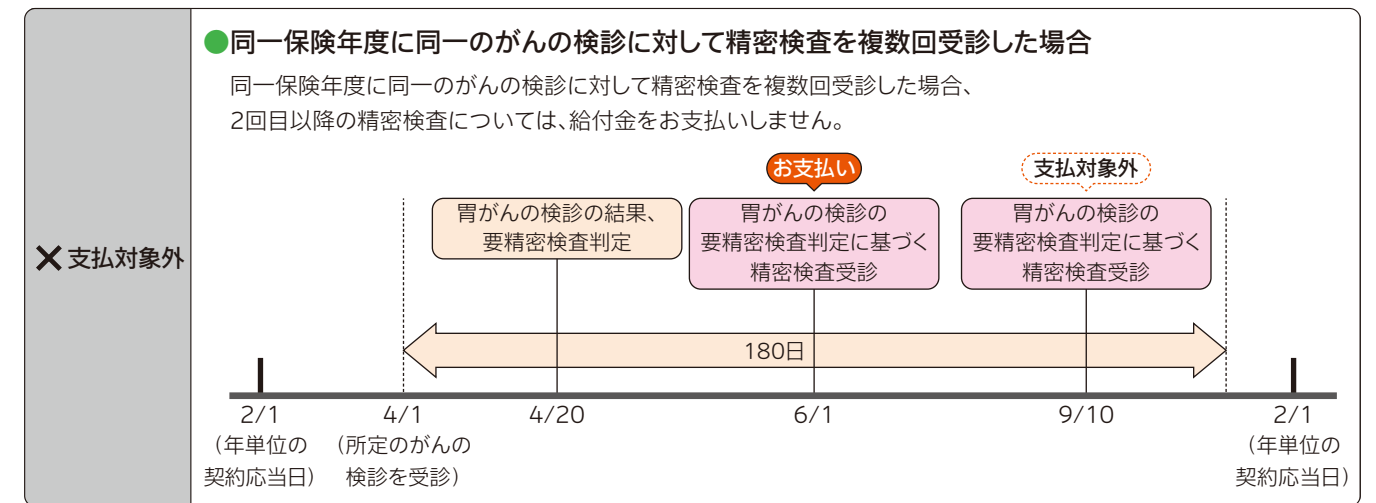 ●同一保険年度に同一のがんの検診に対して精密検査を複数回受診した場合
同一保険年度に同一のがんの検診に対して精密検査を複数回受診した場合、
2回目以降の精密検査については、給付金をお支払いしません。
✕支払対象外
お支払い
支払対象外
胃がんの検診の結果、
要精密検査判定
胃がんの検診の
要精密検査判定に基づく
精密検査受診
胃がんの検診の
要精密検査判定に基づく
精密検査受診
180日
2/1
(年単位の
契約応当日)
4/1
(所定のがんの
検診を受診)
4/20
6/1
9/10
2/1
(年単位の
契約応当日)